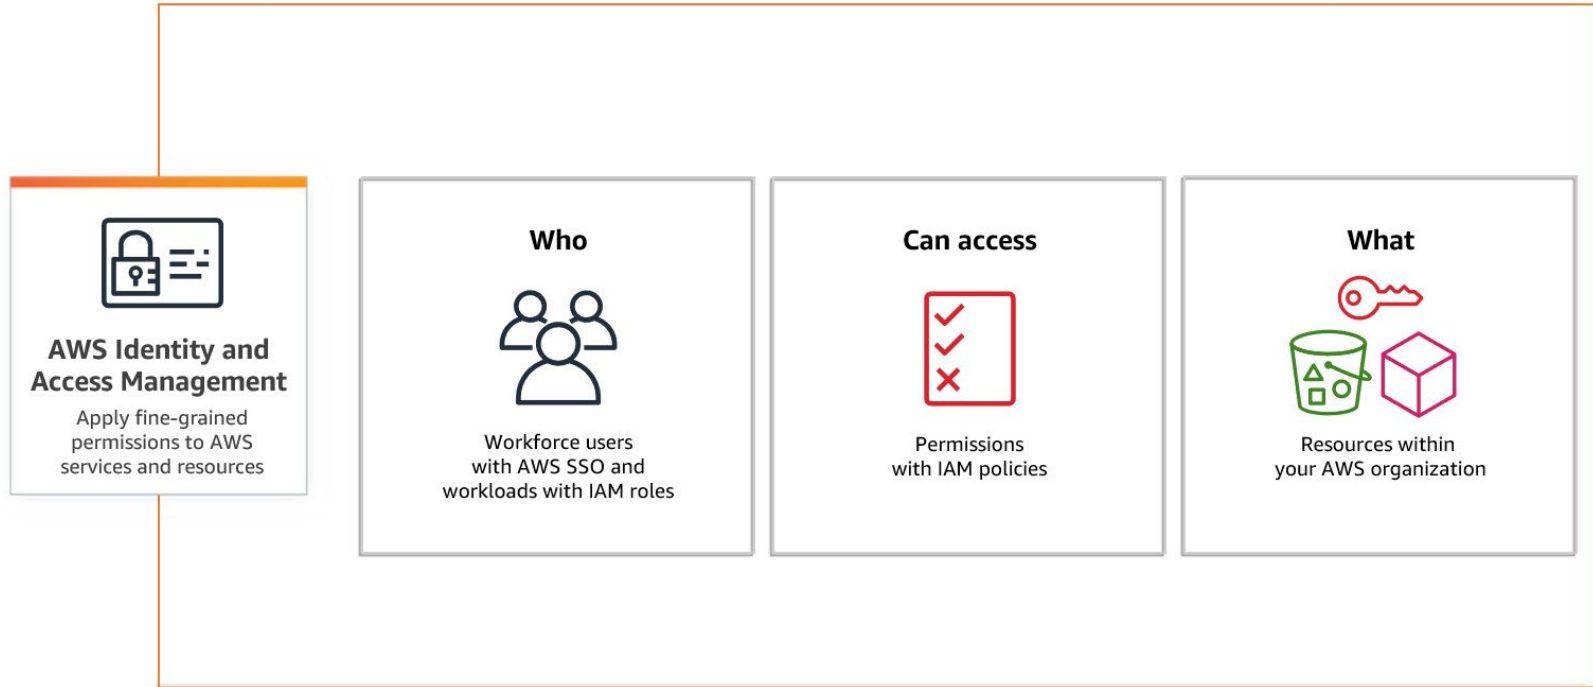 AWS Identity and
Access Management
Apply fine-grained
permissions to AWS
services and resources
Who
Workforce users
with AWS SSO and
workloads with IAM roles
Can access
Permissions
with IAM policies
What
Resources within
your AWS organization